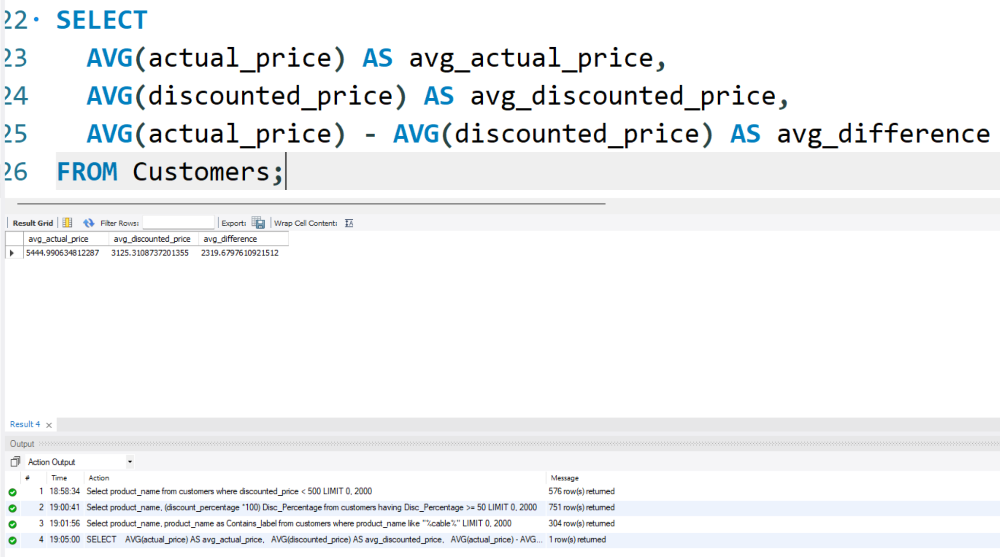 22 SELECT
23 AVG(actual_price) AS avg_actual_price,
24 AVG(discounted_price) AS avg_discounted_price,
25 AVG(actual_price) - AVG(discounted_price) AS avg_difference
26 FROM Customers;
Result Grid Filter Rows: Export: Wrap Cell Content: IA
avg_actual_price avg_discounted_price avg_difference
5444.990634812287 3125.3108737201355 2319.6797610921512
Result 4 ×
Output
Action Output
# Time Action Message
1 18:58:34 Select product_name from customers where discounted_price < 500 LIMIT 0, 2000 576 row(s) returned
2 19:00:41 Select product_name, (discount_percentage *100) Disc_Percentage from customers having Disc_Percentage >= 50 LIMIT 0, 2000 751 row(s) returned
3 19:01:56 Select product_name, product_name as Contains_label from customers where product_name like "%cable%" LIMIT 0, 2000 304 row(s) returned
4 19:05:00 SELECT AVG(actual_price) AS avg_actual_price, AVG(discounted_price) AS avg_discounted_price, AVG(actual_price) - AVG... 1 row(s) returned